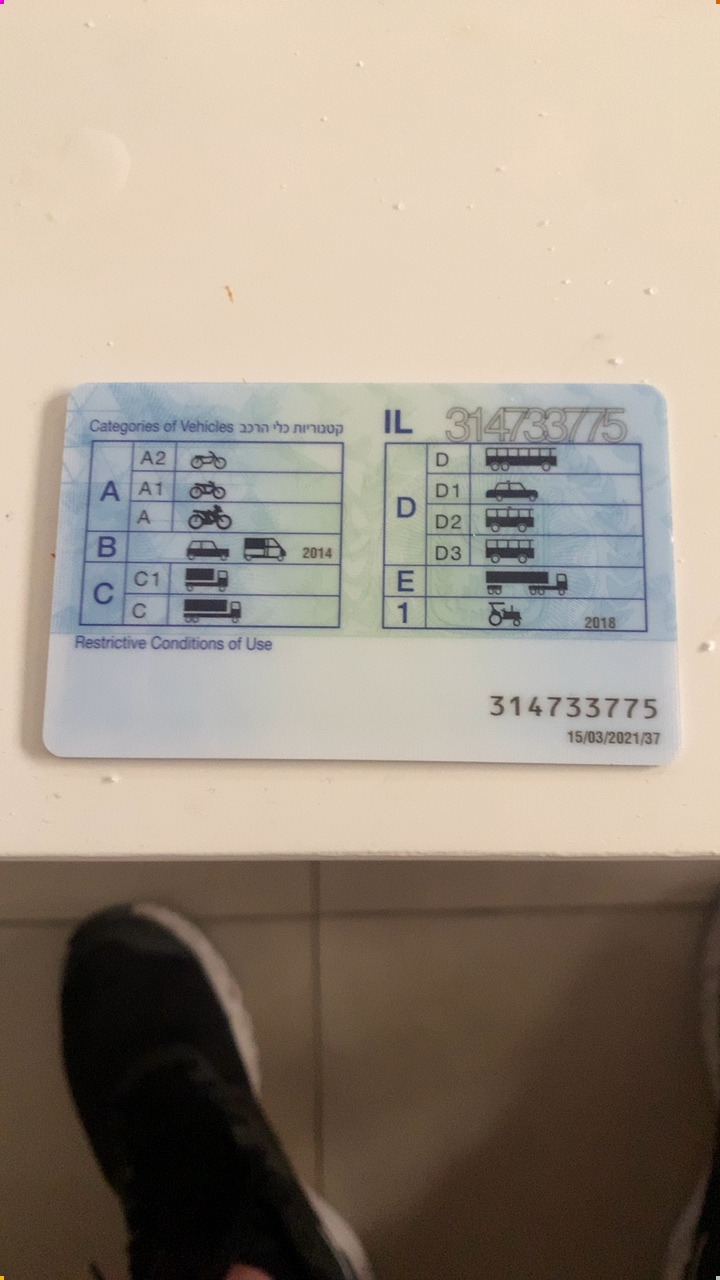 Categories of Vehicles קטגוריות כלי הרכב
A
A2
A1
A
B 2014
C
C1
C
IL 314733775
D
D
D1
D2
D3
E
1 2018
Restrictive Conditions of Use
314733775
15/03/2021/37